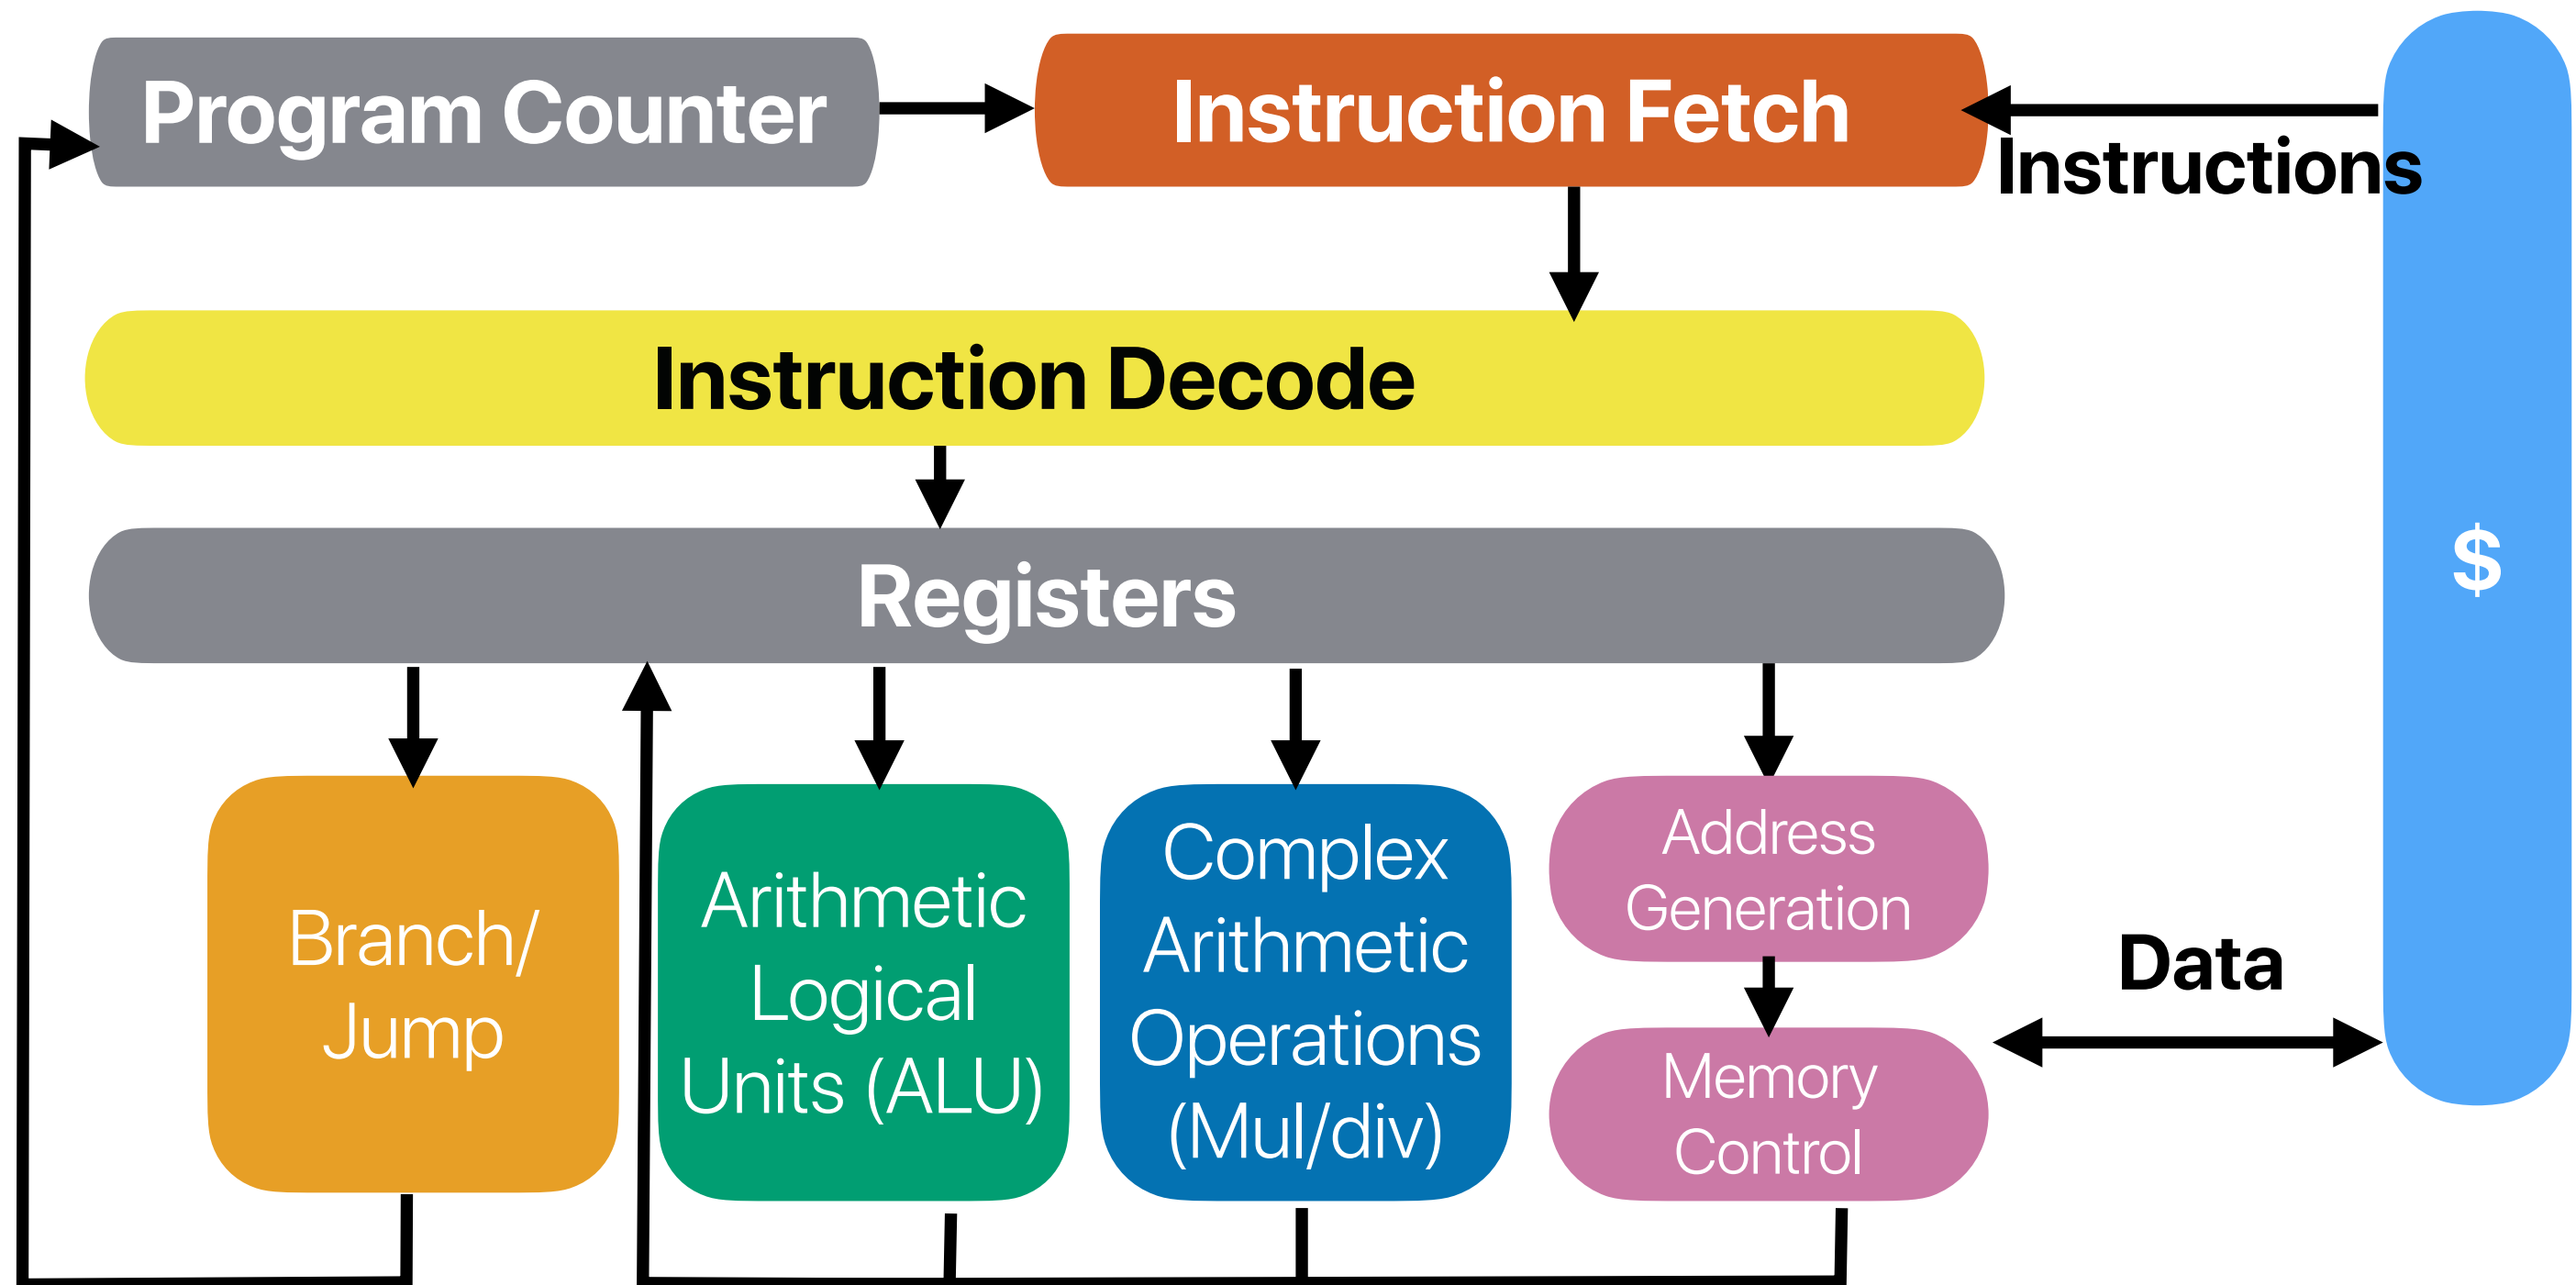 Program Counter
Instruction Fetch
Instructions
Instruction Decode
$
Registers
Branch/
Jump
Arithmetic
Logical
Units (ALU)
Complex
Arithmetic
Operations
(Mul/div)
Address
Generation
Data
Memory
Control